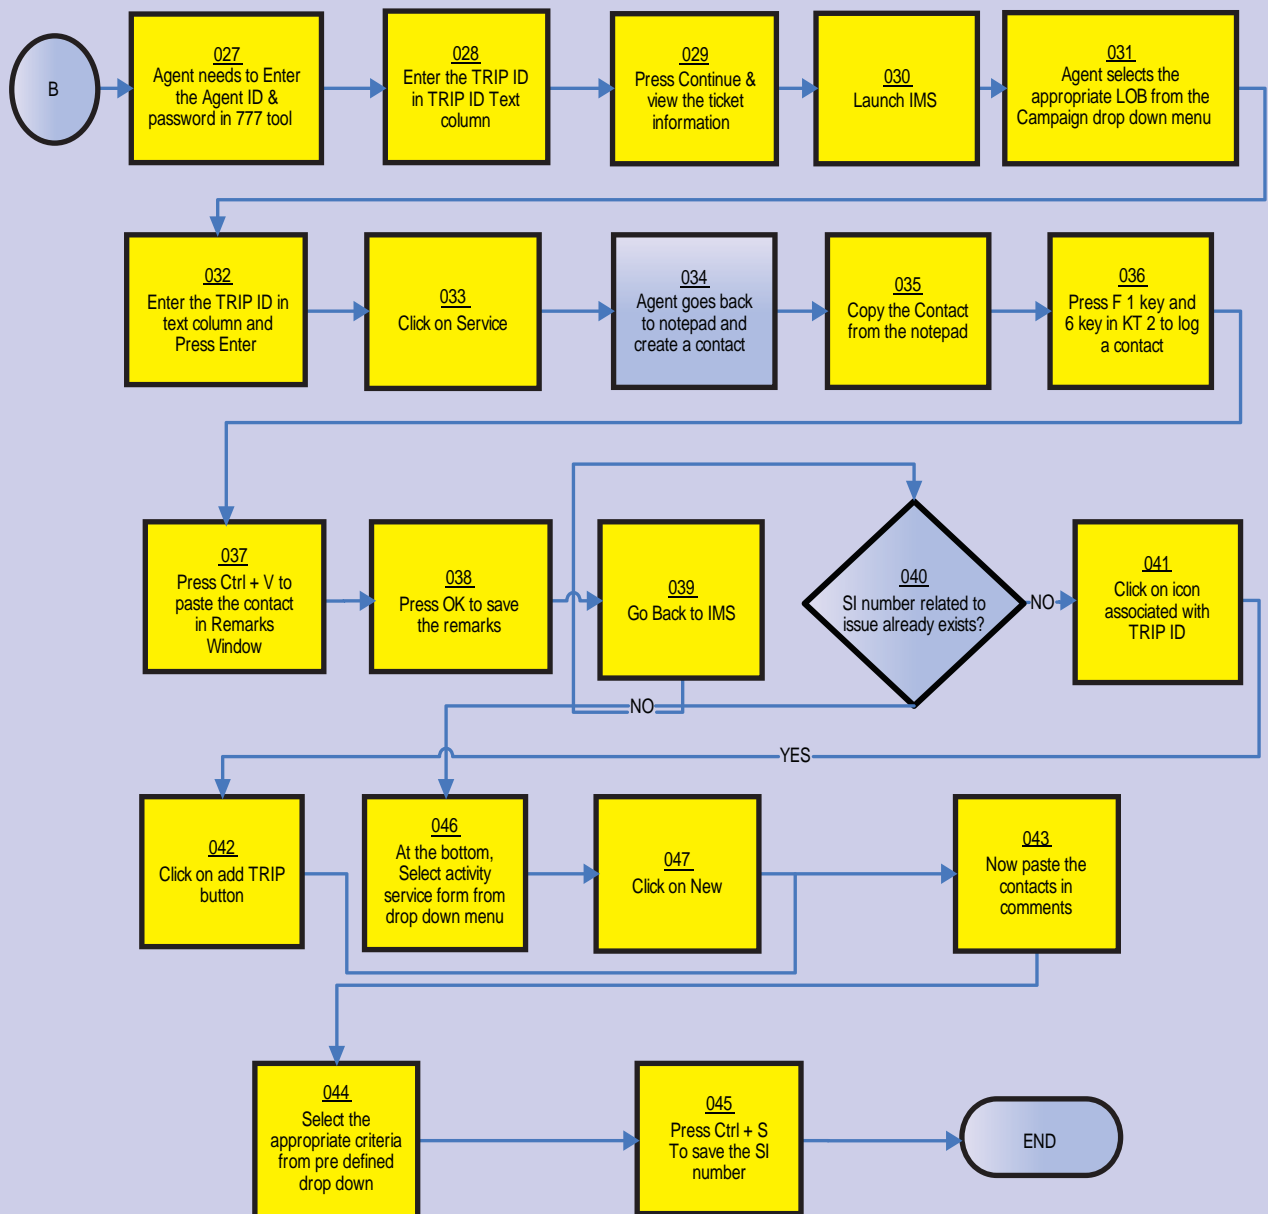 B
027
Agent needs to Enter
the Agent ID &
password in 777 tool
028
Enter the TRIP ID
in TRIP ID Text
column
029
Press Continue &
view the ticket
information
030
Launch IMS
031
Agent selects the
appropriate LOB from the
Campaign drop down menu
032
Enter the TRIP ID in
text column and
Press Enter
033
Click on Service
034
Agent goes back
to notepad and
create a contact
035
Copy the Contact
from the notepad
036
Press F 1 key and
6 key in KT 2 to log
a contact
037
Press Ctrl + V to
paste the contact
in Remarks
Window
038
Press OK to save
the remarks
039
Go Back to IMS
040
SI number related to
issue already exists?
NO
041
Click on icon
associated with
TRIP ID
NO
YES
042
Click on add TRIP
button
046
At the bottom,
Select activity
service form from
drop down menu
047
Click on New
043
Now paste the
contacts in
comments
044
Select the
appropriate criteria
from pre defined
drop down
045
Press Ctrl + S
To save the SI
number
END